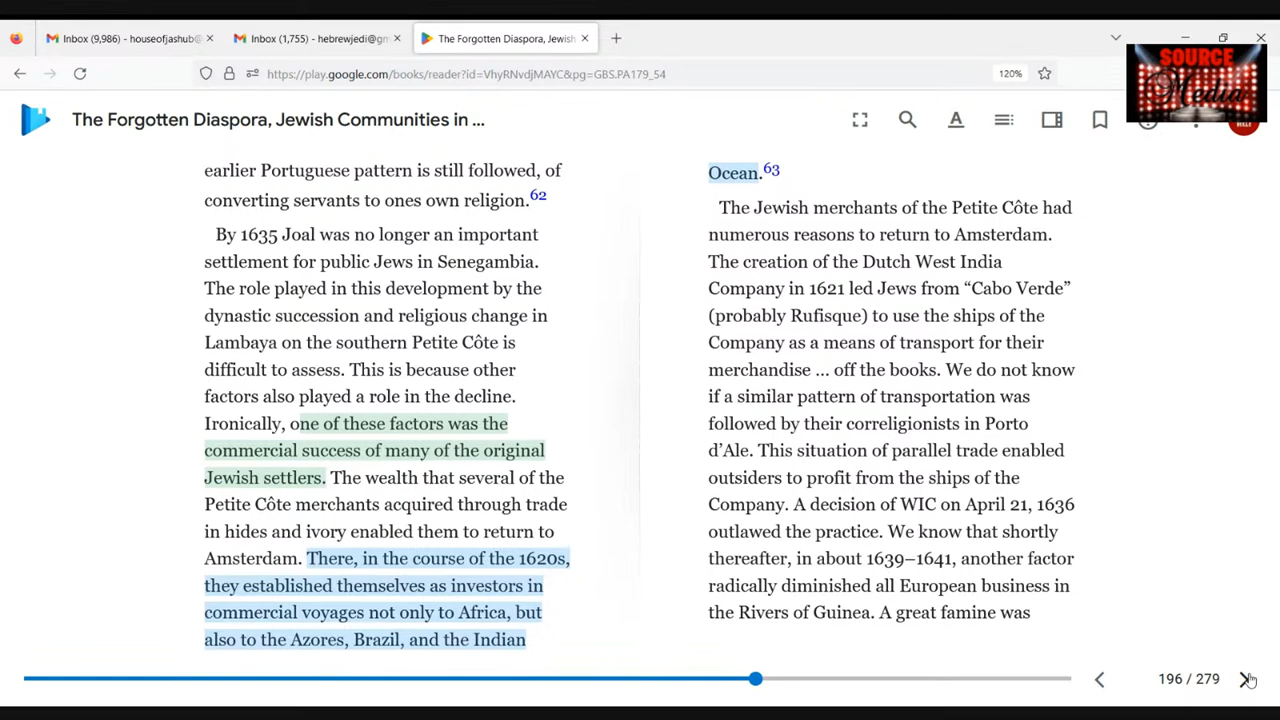 Inbox (9,986) - houseofjashub@
Inbox (1,755) - hebrewjedi@gm
The Forgotten Diaspora, Jewish
https://play.google.com/books/reader?id=VhyRNvdjMAYC&pg=GBS.PA179_54
120%
SOURCE
Media
The Forgotten Diaspora, Jewish Communities in ...
earlier Portuguese pattern is still followed, of
converting servants to ones own religion.62
By 1635 Joal was no longer an important
settlement for public Jews in Senegambia.
The role played in this development by the
dynastic succession and religious change in
Lambaya on the southern Petite Côte is
difficult to assess. This is because other
factors also played a role in the decline.
Ironically, one of these factors was the
commercial success of many of the original
Jewish settlers. The wealth that several of the
Petite Côte merchants acquired through trade
in hides and ivory enabled them to return to
Amsterdam. There, in the course of the 1620s,
they established themselves as investors in
commercial voyages not only to Africa, but
also to the Azores, Brazil, and the Indian
Ocean.63
The Jewish merchants of the Petite Côte had
numerous reasons to return to Amsterdam.
The creation of the Dutch West India
Company in 1621 led Jews from “Cabo Verde”
(probably Rufisque) to use the ships of the
Company as a means of transport for their
merchandise ... off the books. We do not know
if a similar pattern of transportation was
followed by their correligionists in Porto
d’Ale. This situation of parallel trade enabled
outsiders to profit from the ships of the
Company. A decision of WIC on April 21, 1636
outlawed the practice. We know that shortly
thereafter, in about 1639–1641, another factor
radically diminished all European business in
the Rivers of Guinea. A great famine was
196 / 279